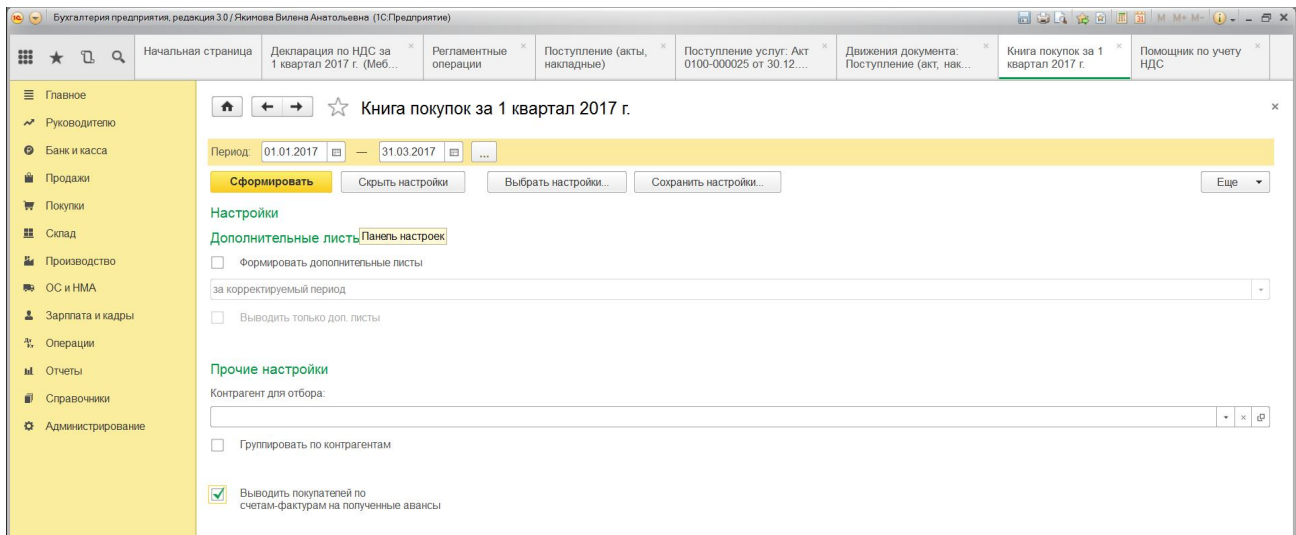 Бухгалтерия предприятия, редакция 3.0 / Якимова Вилена Анатольевна (1С:Предприятие)
M M+ M-
Начальная страница
Декларация по НДС за
1 квартал 2017 г. (Меб...
Регламентные
операции
Поступление (акты,
накладные)
Поступление услуг: Акт
0100-000025 от 30.12....
Движения документа:
Поступление (акт, нак...
Книга покупок за 1
квартал 2017 г.
Помощник по учету
НДС
Главное
Руководителю
Банк и касса
Продажи
Покупки
Склад
Производство
ОС и НМА
Зарплата и кадры
Операции
Отчеты
Справочники
Администрирование
Книга покупок за 1 квартал 2017 г.
Период: 01.01.2017 — 31.03.2017 ...
Сформировать Скрыть настройки Выбрать настройки... Сохранить настройки... Еще
Настройки
Дополнительные листы
Панель настроек
Формировать дополнительные листы
за корректируемый период
Выводить только доп. листы
Прочие настройки
Контрагент для отбора:
Группировать по контрагентам
Выводить покупателей по
счетам-фактурам на полученные авансы